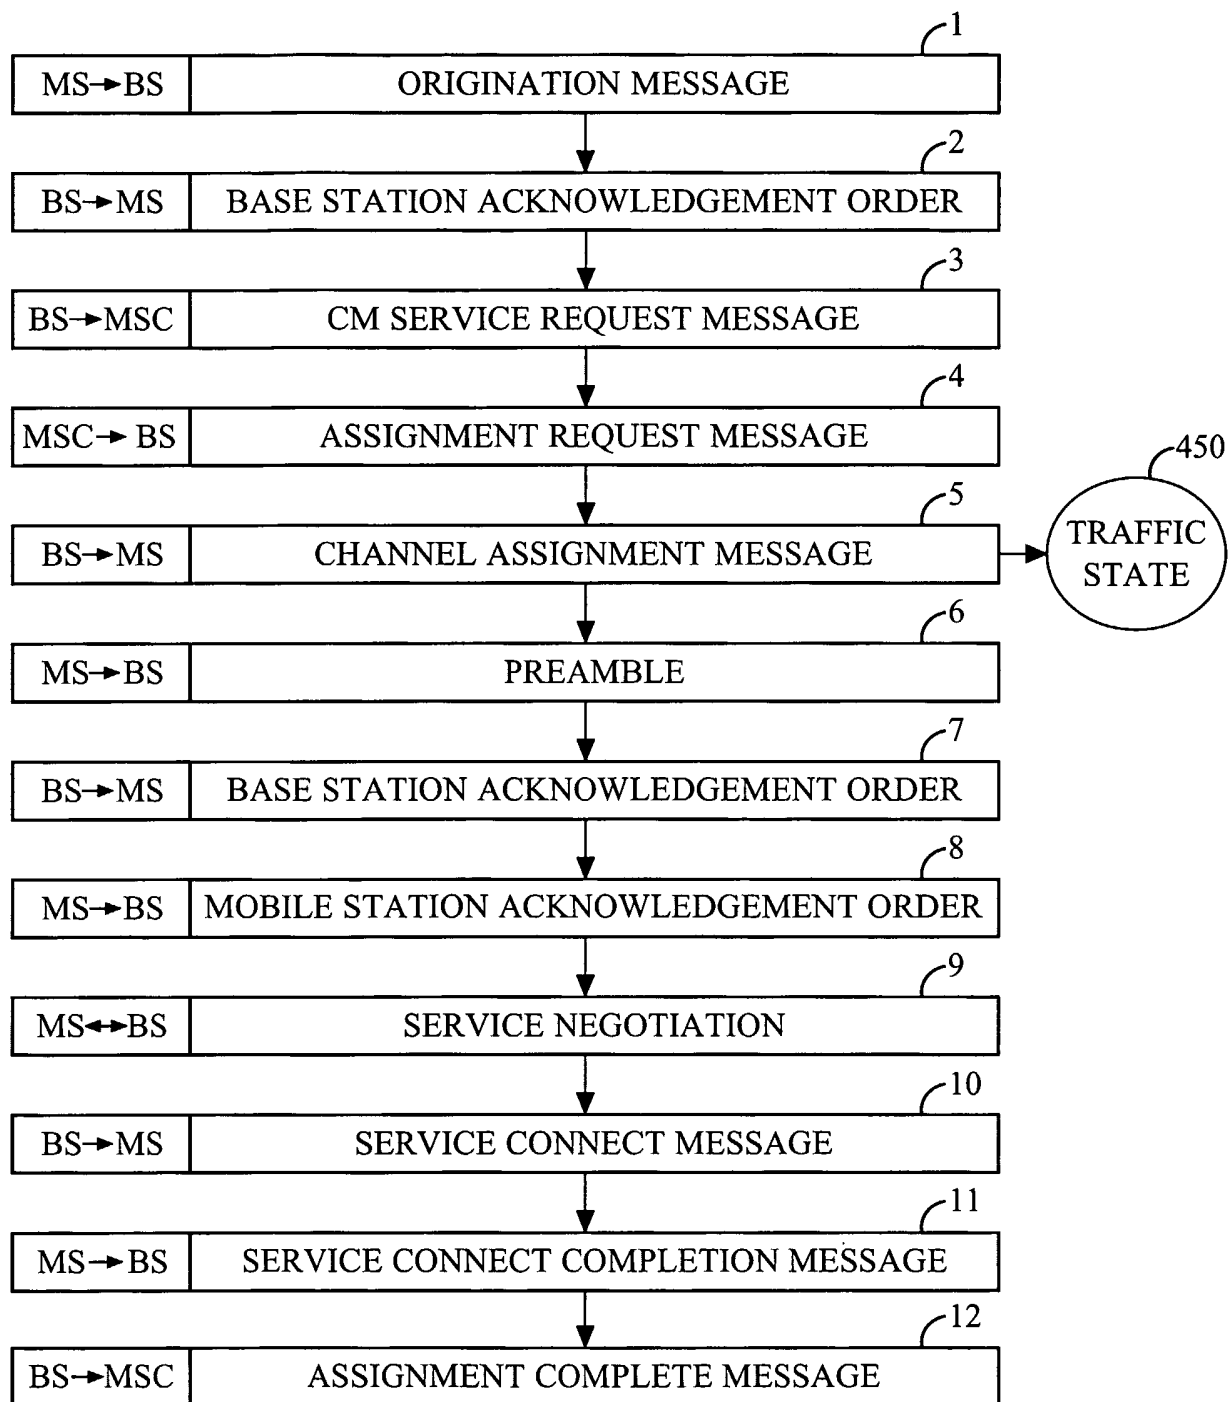 1
MS→BS ORIGINATION MESSAGE
2
BS→MS BASE STATION ACKNOWLEDGEMENT ORDER
3
BS→MSC CM SERVICE REQUEST MESSAGE
4
MSC→ BS ASSIGNMENT REQUEST MESSAGE
450
TRAFFIC
STATE
5
BS→MS CHANNEL ASSIGNMENT MESSAGE
6
MS→BS PREAMBLE
7
BS→MS BASE STATION ACKNOWLEDGEMENT ORDER
8
MS→BS MOBILE STATION ACKNOWLEDGEMENT ORDER
9
MS↔BS SERVICE NEGOTIATION
10
BS→MS SERVICE CONNECT MESSAGE
11
MS→BS SERVICE CONNECT COMPLETION MESSAGE
12
BS→MSC ASSIGNMENT COMPLETE MESSAGE